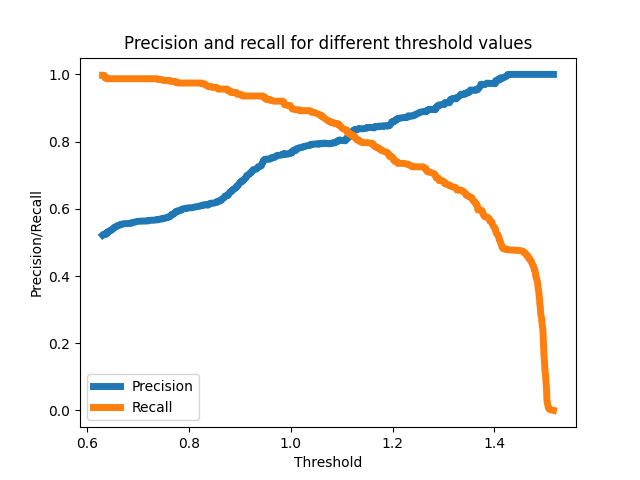 Precision and recall for different threshold values
Precision/Recall
1.0
0.8
0.6
0.4
0.2
0.0
Precision
Recall
0.6 0.8 1.0 1.2 1.4
Threshold